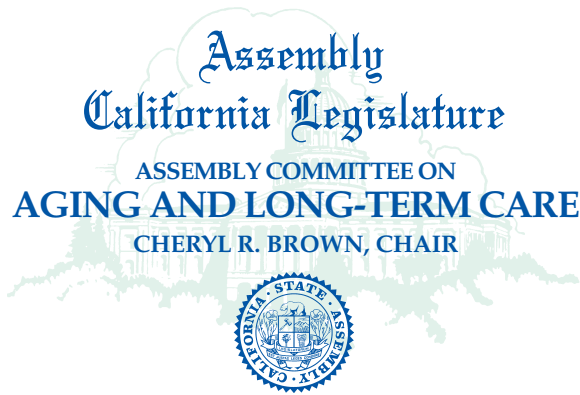 Assembly
California Legislature
ASSEMBLY COMMITTEE ON
AGING AND LONG-TERM CARE
CHERYL R. BROWN, CHAIR
CALIFORNIA · STATE · ASSEMBLY ·